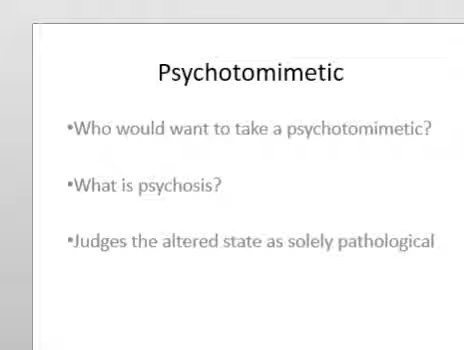 Psychotomimetic
•Who would want to take a psychotomimetic?
•What is psychosis?
•Judges the altered state as solely pathological